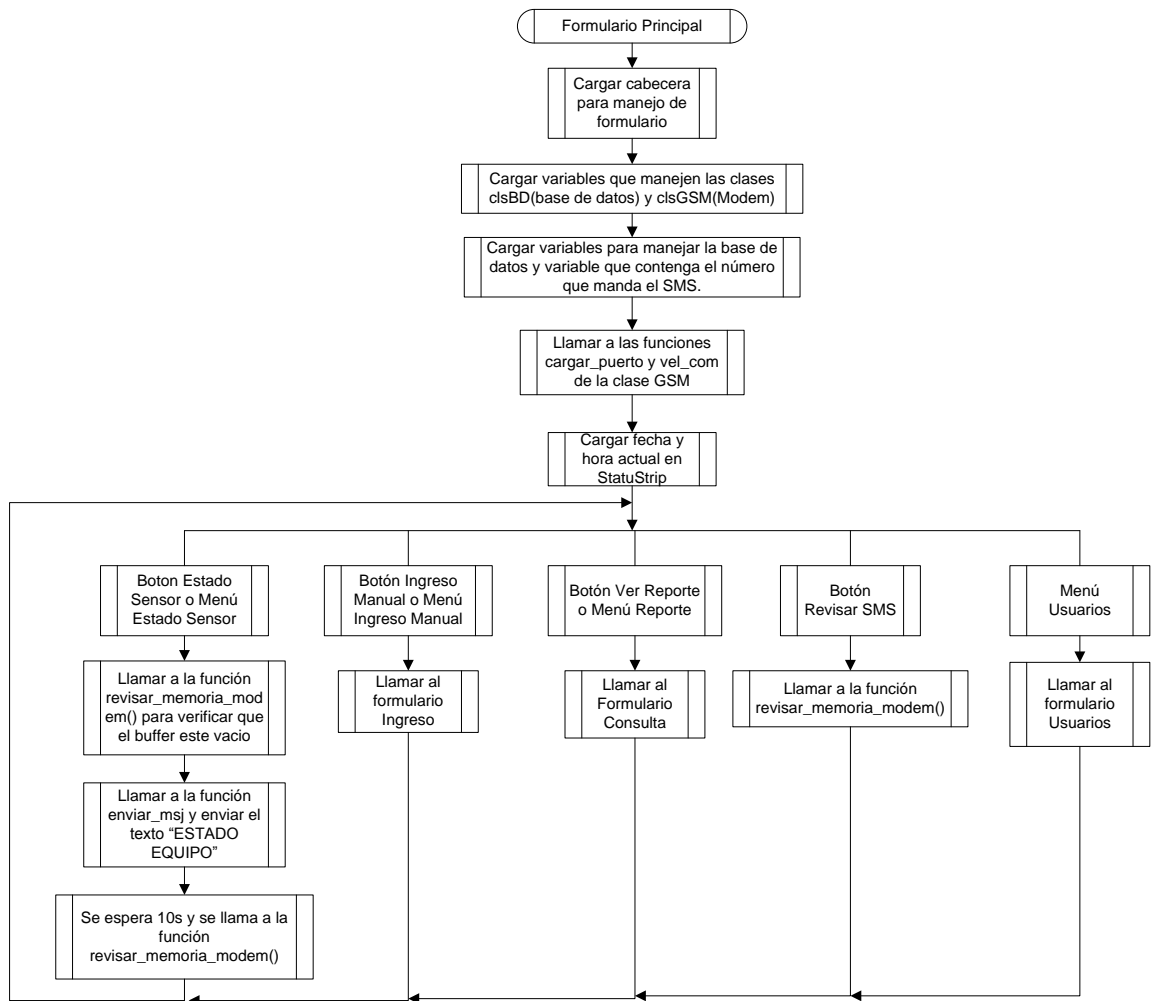 Formulario Principal
Cargar cabecera
para manejo de
formulario
Cargar variables que manejen las clases
clsBD(base de datos) y clsGSM(Modem)
Cargar variables para manejar la base de
datos y variable que contenga el número
que manda el SMS.
Llamar a las funciones
cargar_puerto y vel_com
de la clase GSM
Cargar fecha y
hora actual en
StatuStrip
Boton Estado
Sensor o Menú
Estado Sensor
Botón Ingreso
Manual o Menú
Ingreso Manual
Botón Ver Reporte
o Menú Reporte
Botón
Revisar SMS
Menú
Usuarios
Llamar a la función
revisar_memoria_mod
em() para verificar que
el buffer este vacio
Llamar al
formulario
Ingreso
Llamar al
Formulario
Consulta
Llamar a la función
revisar_memoria_modem()
Llamar al
formulario
Usuarios
Llamar a la función
enviar_msj y enviar el
texto “ESTADO
EQUIPO”
Se espera 10s y se llama a la
función
revisar_memoria_modem()